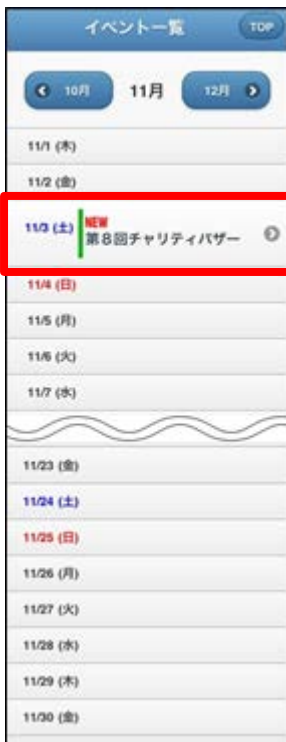 イベント一覧
TOP
10月
11月
12月
11/1 (木)
11/2 (金)
11/3 (土)
NEW
第8回チャリティバザー
11/4 (日)
11/5 (月)
11/6 (火)
11/7 (水)
11/23 (金)
11/24 (土)
11/25 (日)
11/26 (月)
11/27 (火)
11/28 (水)
11/29 (木)
11/30 (金)